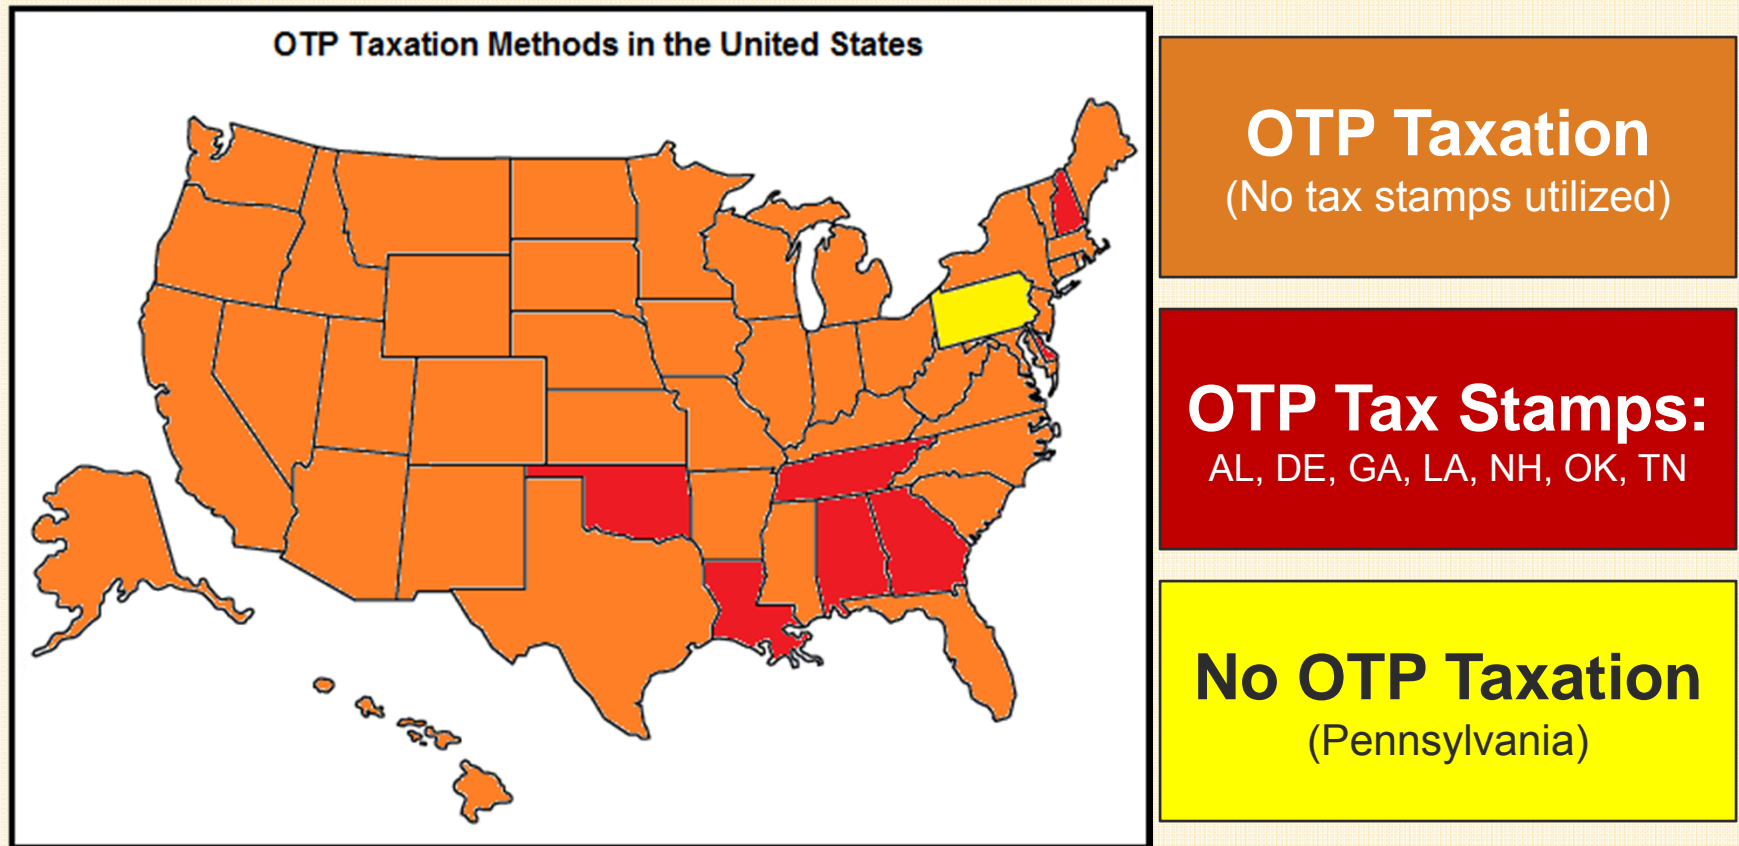 OTP Taxation Methods in the United States
OTP Taxation
(No tax stamps utilized)
OTP Tax Stamps:
AL, DE, GA, LA, NH, OK, TN
No OTP Taxation
(Pennsylvania)